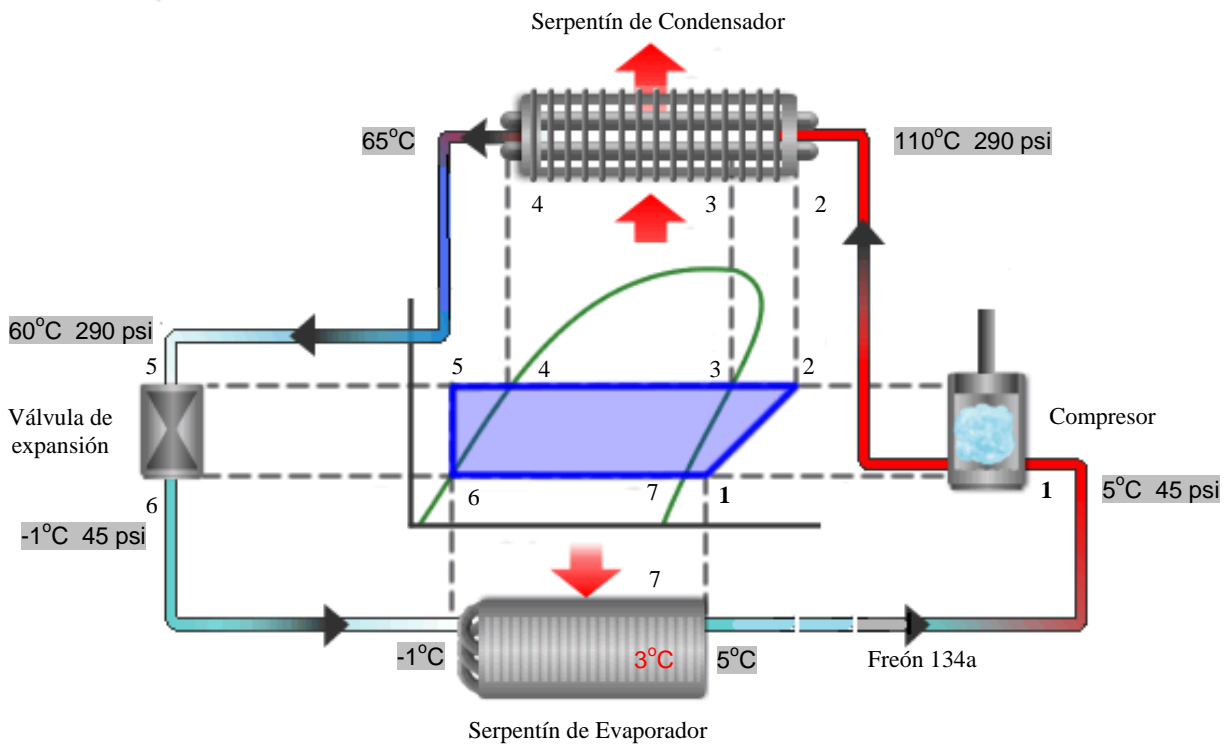 Serpentín de Condensador
65°C
110°C 290 psi
4 3 2
60°C 290 psi
5
5 4 3 2
Válvula de
expansión
Compresor
6 7 1
1
6
5°C 45 psi
-1°C 45 psi
7
-1°C
3°C
5°C
Freón 134a
Serpentín de Evaporador